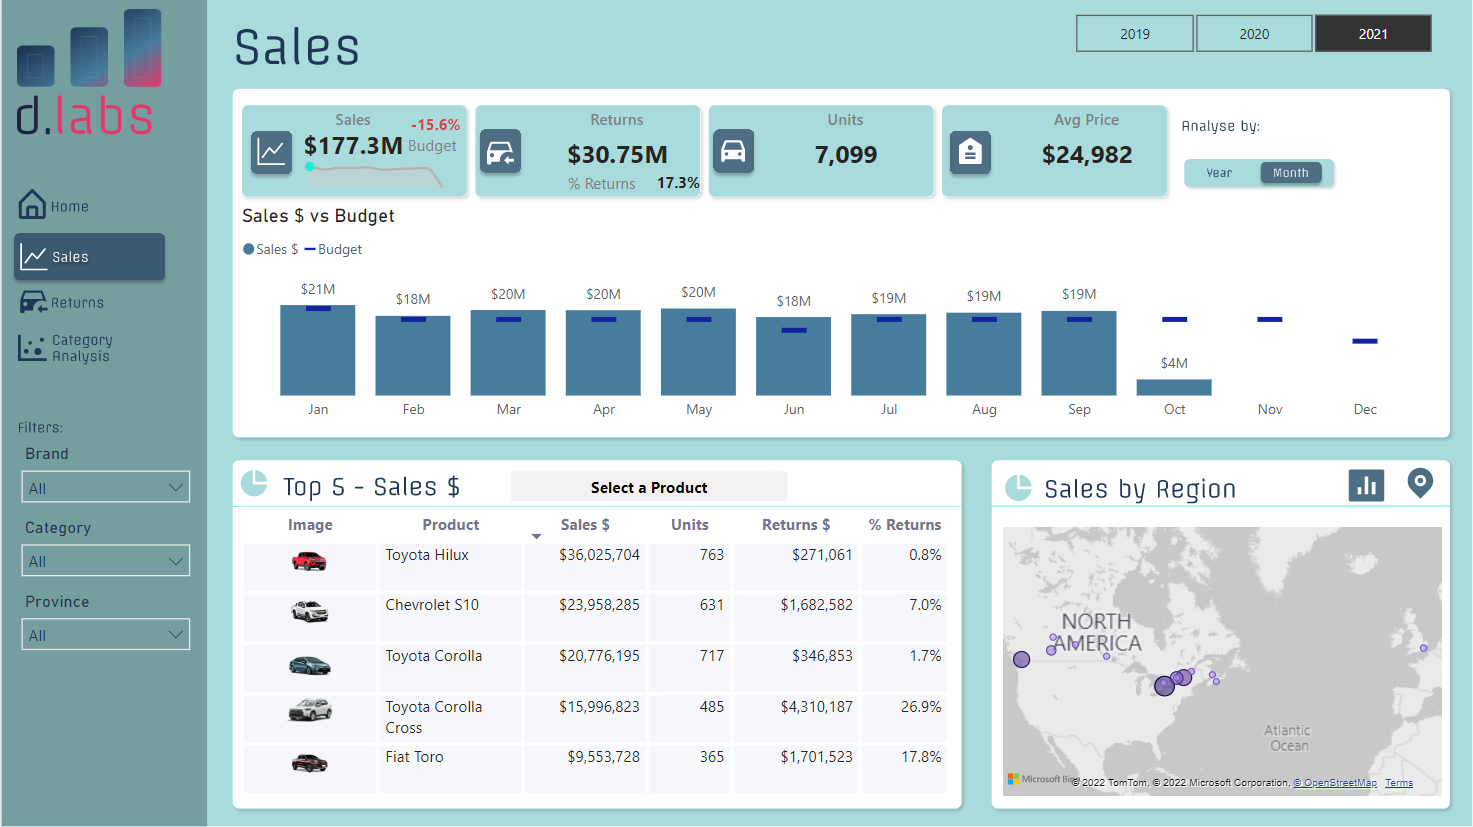 d.labs
Home
Sales
Returns
Category
Analysis
Filters:
Brand
All
Category
All
Province
All
Sales
2019 2020 2021
Sales -15.6%
$177.3M Budget
Returns
$30.75M
% Returns 17.3%
Units
7,099
Avg Price
$24,982
Analyse by:
Year Month
Sales $ vs Budget
Sales $ Budget
$21M $18M $20M $20M $20M $18M $19M $19M $19M $4M
Jan Feb Mar Apr May Jun Jul Aug Sep Oct Nov Dec
Top 5 - Sales $ Select a Product
Image Product Sales $ Units Returns $ % Returns
Toyota Hilux $36,025,704 763 $271,061 0.8%
Chevrolet S10 $23,958,285 631 $1,682,582 7.0%
Toyota Corolla $20,776,195 717 $346,853 1.7%
Toyota Corolla $15,996,823 485 $4,310,187 26.9%
Cross
Fiat Toro $9,553,728 365 $1,701,523 17.8%
Sales by Region
NORTH
AMERICA
Atlantic
Ocean
Microsoft Bing
© 2022 TomTom, © 2022 Microsoft Corporation, © OpenStreetMap Terms